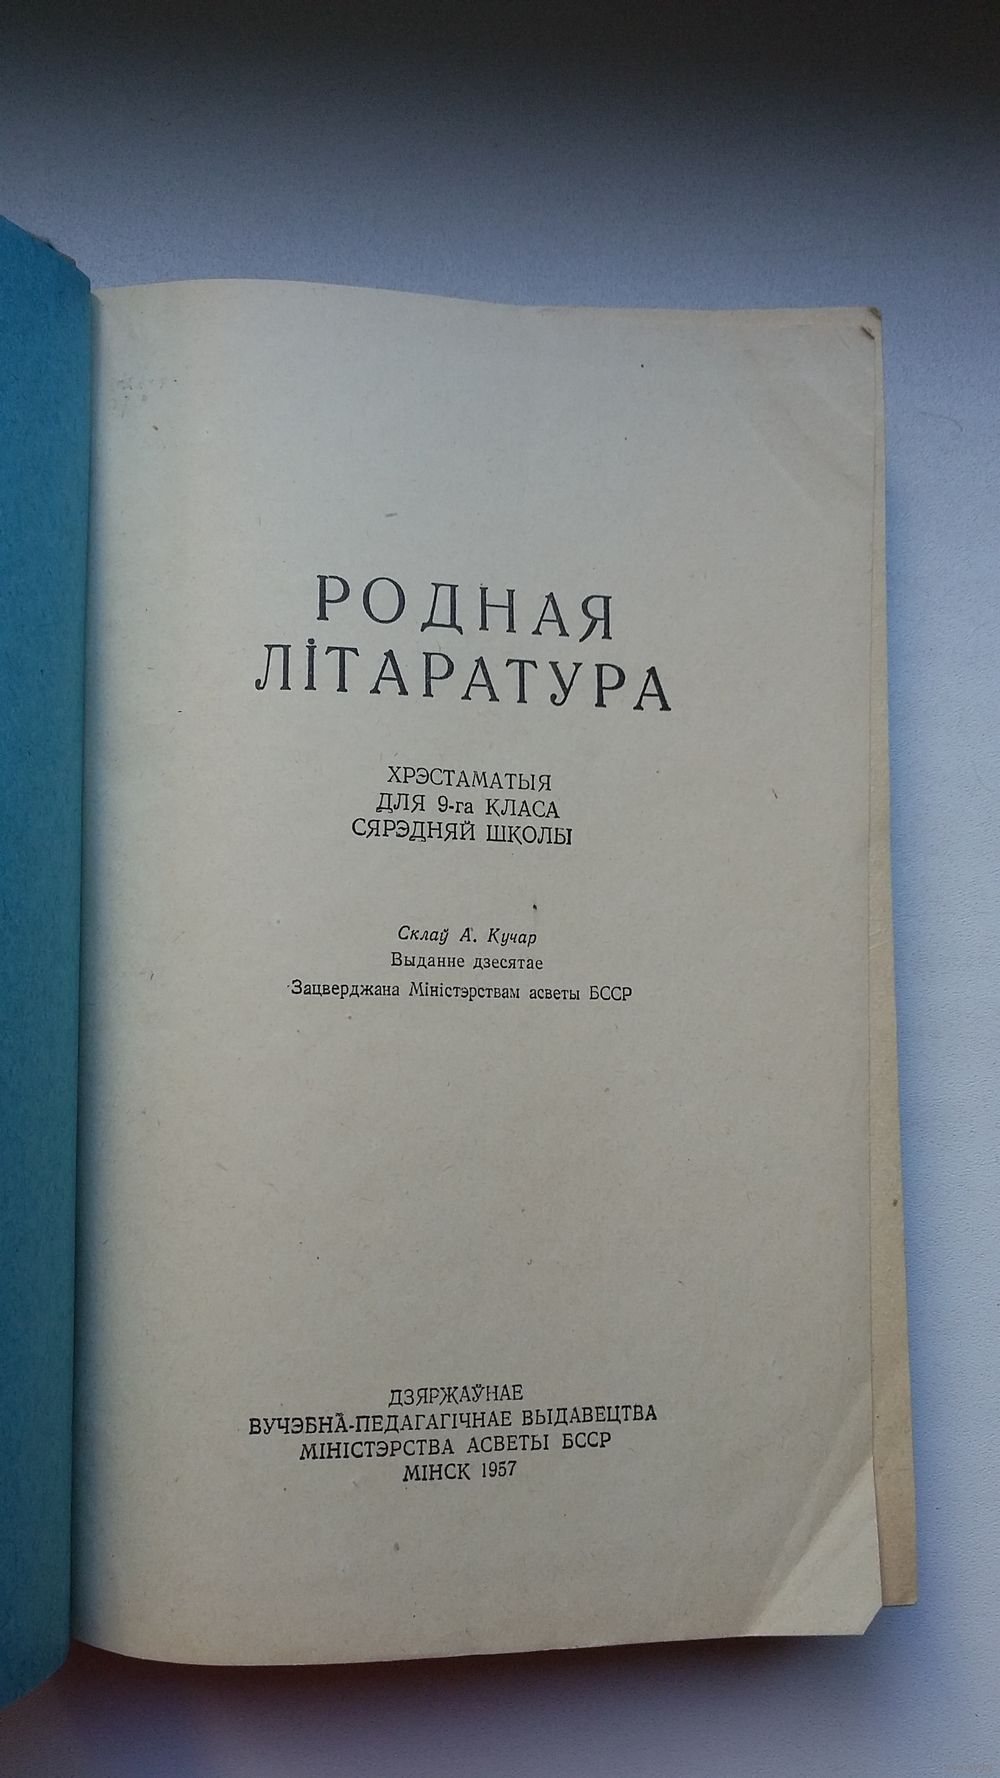 РОДНАЯ
ЛІТАРАТУРА
ХРЭСТАМАТЫЯ
ДЛЯ 9-га КЛАСА
СЯРЭДНЯЙ ШКОЛЫ
Склаў А. Кучар
Выданне дзесятае
Зацверджана Міністэрствам асветы БССР
ДЗЯРЖАЎНАЕ
ВУЧЭБНА-ПЕДАГАГІЧНАЕ ВЫДАВЕЦТВА
МІНІСТЭРСТВА АСВЕТЫ БССР
МІНСК 1957